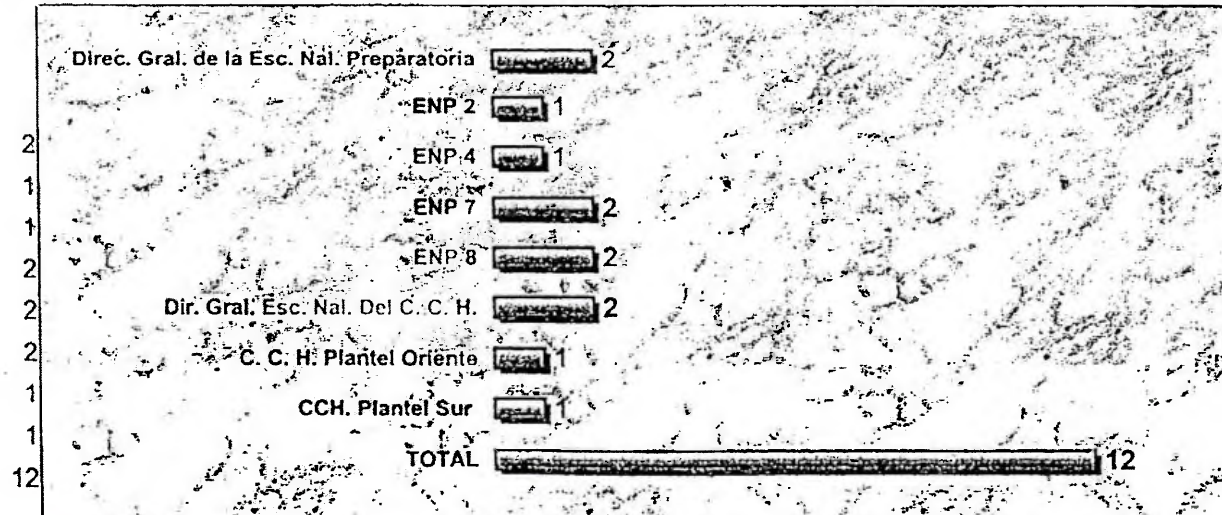 Direc. Gral. de la Esc. Nal. Preparatoria 2
ENP 2 1
2
ENP 4 1
1
ENP 7 2
1
ENP 8 2
2
Dir. Gral. Esc. Nal. Del C. C. H. 2
2
C. C. H. Plantel Oriente 1
2
1
CCH. Plantel Sur 1
1
TOTAL 12
12